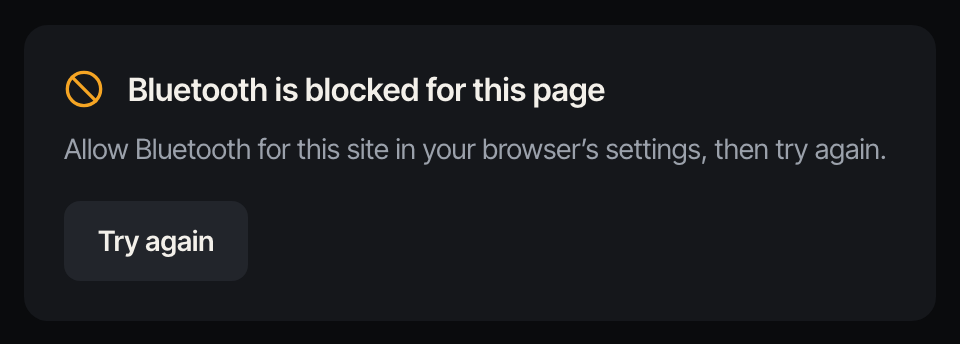 Bluetooth is blocked for this page
Allow Bluetooth for this site in your browser’s settings, then try again.
Try again